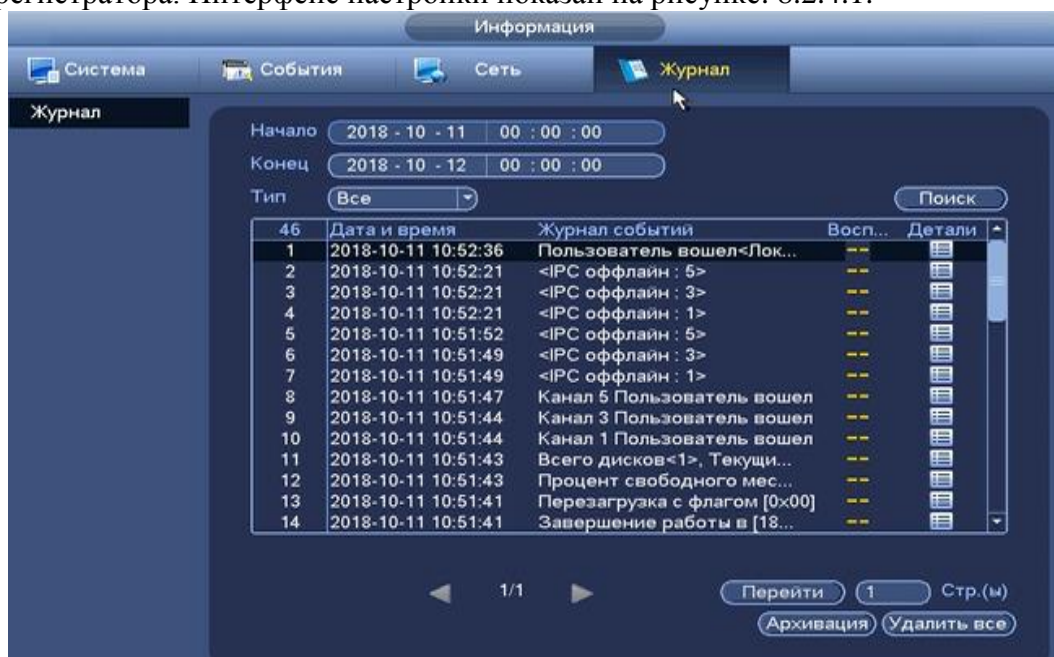 регистратора. Интерфейс настройки показан на рисунке. 8.2.4.1.
Информация
Система События Сеть Журнал
Журнал
Начало 2018 - 10 - 11 00 : 00 : 00
Конец 2018 - 10 - 12 00 : 00 : 00
Тип Все Поиск
46 Дата и время Журнал событий Восп... Детали
1 2018-10-11 10:52:36 Пользователь вошел<Лок... --
2 2018-10-11 10:52:21 <IPC оффлайн : 5> --
3 2018-10-11 10:52:21 <IPC оффлайн : 3> --
4 2018-10-11 10:52:21 <IPC оффлайн : 1> --
5 2018-10-11 10:51:52 <IPC оффлайн : 5> --
6 2018-10-11 10:51:49 <IPC оффлайн : 3> --
7 2018-10-11 10:51:49 <IPC оффлайн : 1> --
8 2018-10-11 10:51:47 Канал 5 Пользователь вошел --
9 2018-10-11 10:51:44 Канал 3 Пользователь вошел --
10 2018-10-11 10:51:44 Канал 1 Пользователь вошел --
11 2018-10-11 10:51:43 Всего дисков<1>, Текущи... --
12 2018-10-11 10:51:43 Процент свободного мес... --
13 2018-10-11 10:51:41 Перезагрузка с флагом [0x00] --
14 2018-10-11 10:51:41 Завершение работы в [18... --
1/1 Перейти 1 Стр.(ы)
Архивация Удалить все